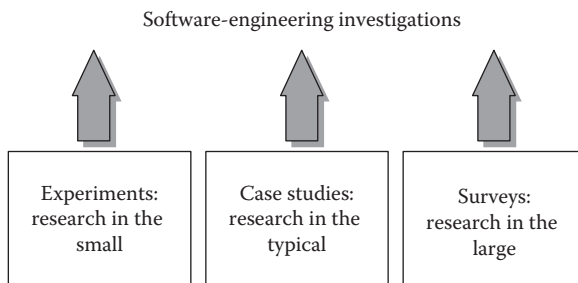 Software-engineering investigations
Experiments:
research in the
small
Case studies:
research in the
typical
Surveys:
research in the
large